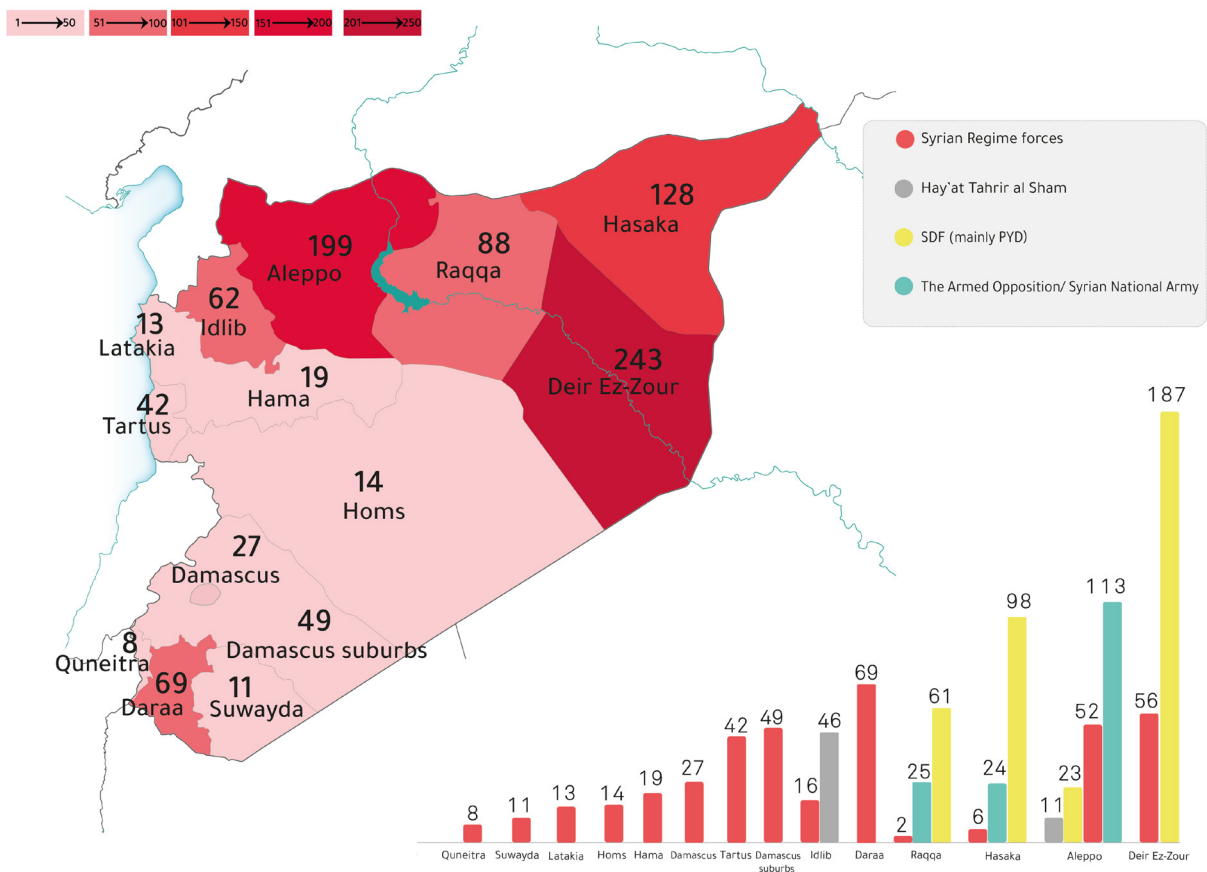 1 50
51 100
101 150
151 200
201 250
Syrian Regime forces
Hay'at Tahrir al Sham
SDF (mainly PYD)
The Armed Opposition/ Syrian National Army
128
Hasaka
199
Aleppo
88
Raqqa
62
Idlib
13
Latakia
243
Deir Ez-Zour
19
Hama
42
Tartus
14
Homs
27
Damascus
49
Damascus suburbs
8
Quneitra
69
Daraa
11
Suwayda
8
11
13
14
19
27
42
49
16
46
69
2
25
61
6
24
98
11
23
52
113
56
187
Quneitra
Suwayda
Latakia
Homs
Hama
Damascus
Tartus
Damascus
suburbs
Idlib
Daraa
Raqqa
Hasaka
Aleppo
Deir Ez-Zour